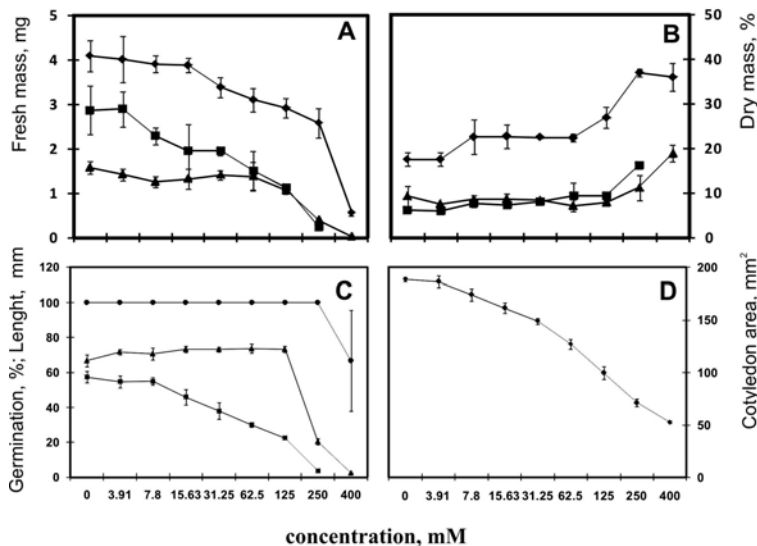 A
Fresh mass, mg
5
4
3
2
1
0
B
Dry mass, %
50
40
30
20
10
0
C
Germination, %; Lenght, mm
120
100
80
60
40
20
0
0 3.91 7.8 15.63 31.25 62.5 125 250 400
D
Cotyledon area, mm²
200
150
100
50
0
0 3.91 7.8 15.63 31.25 62.5 125 250 400
concentration, mM